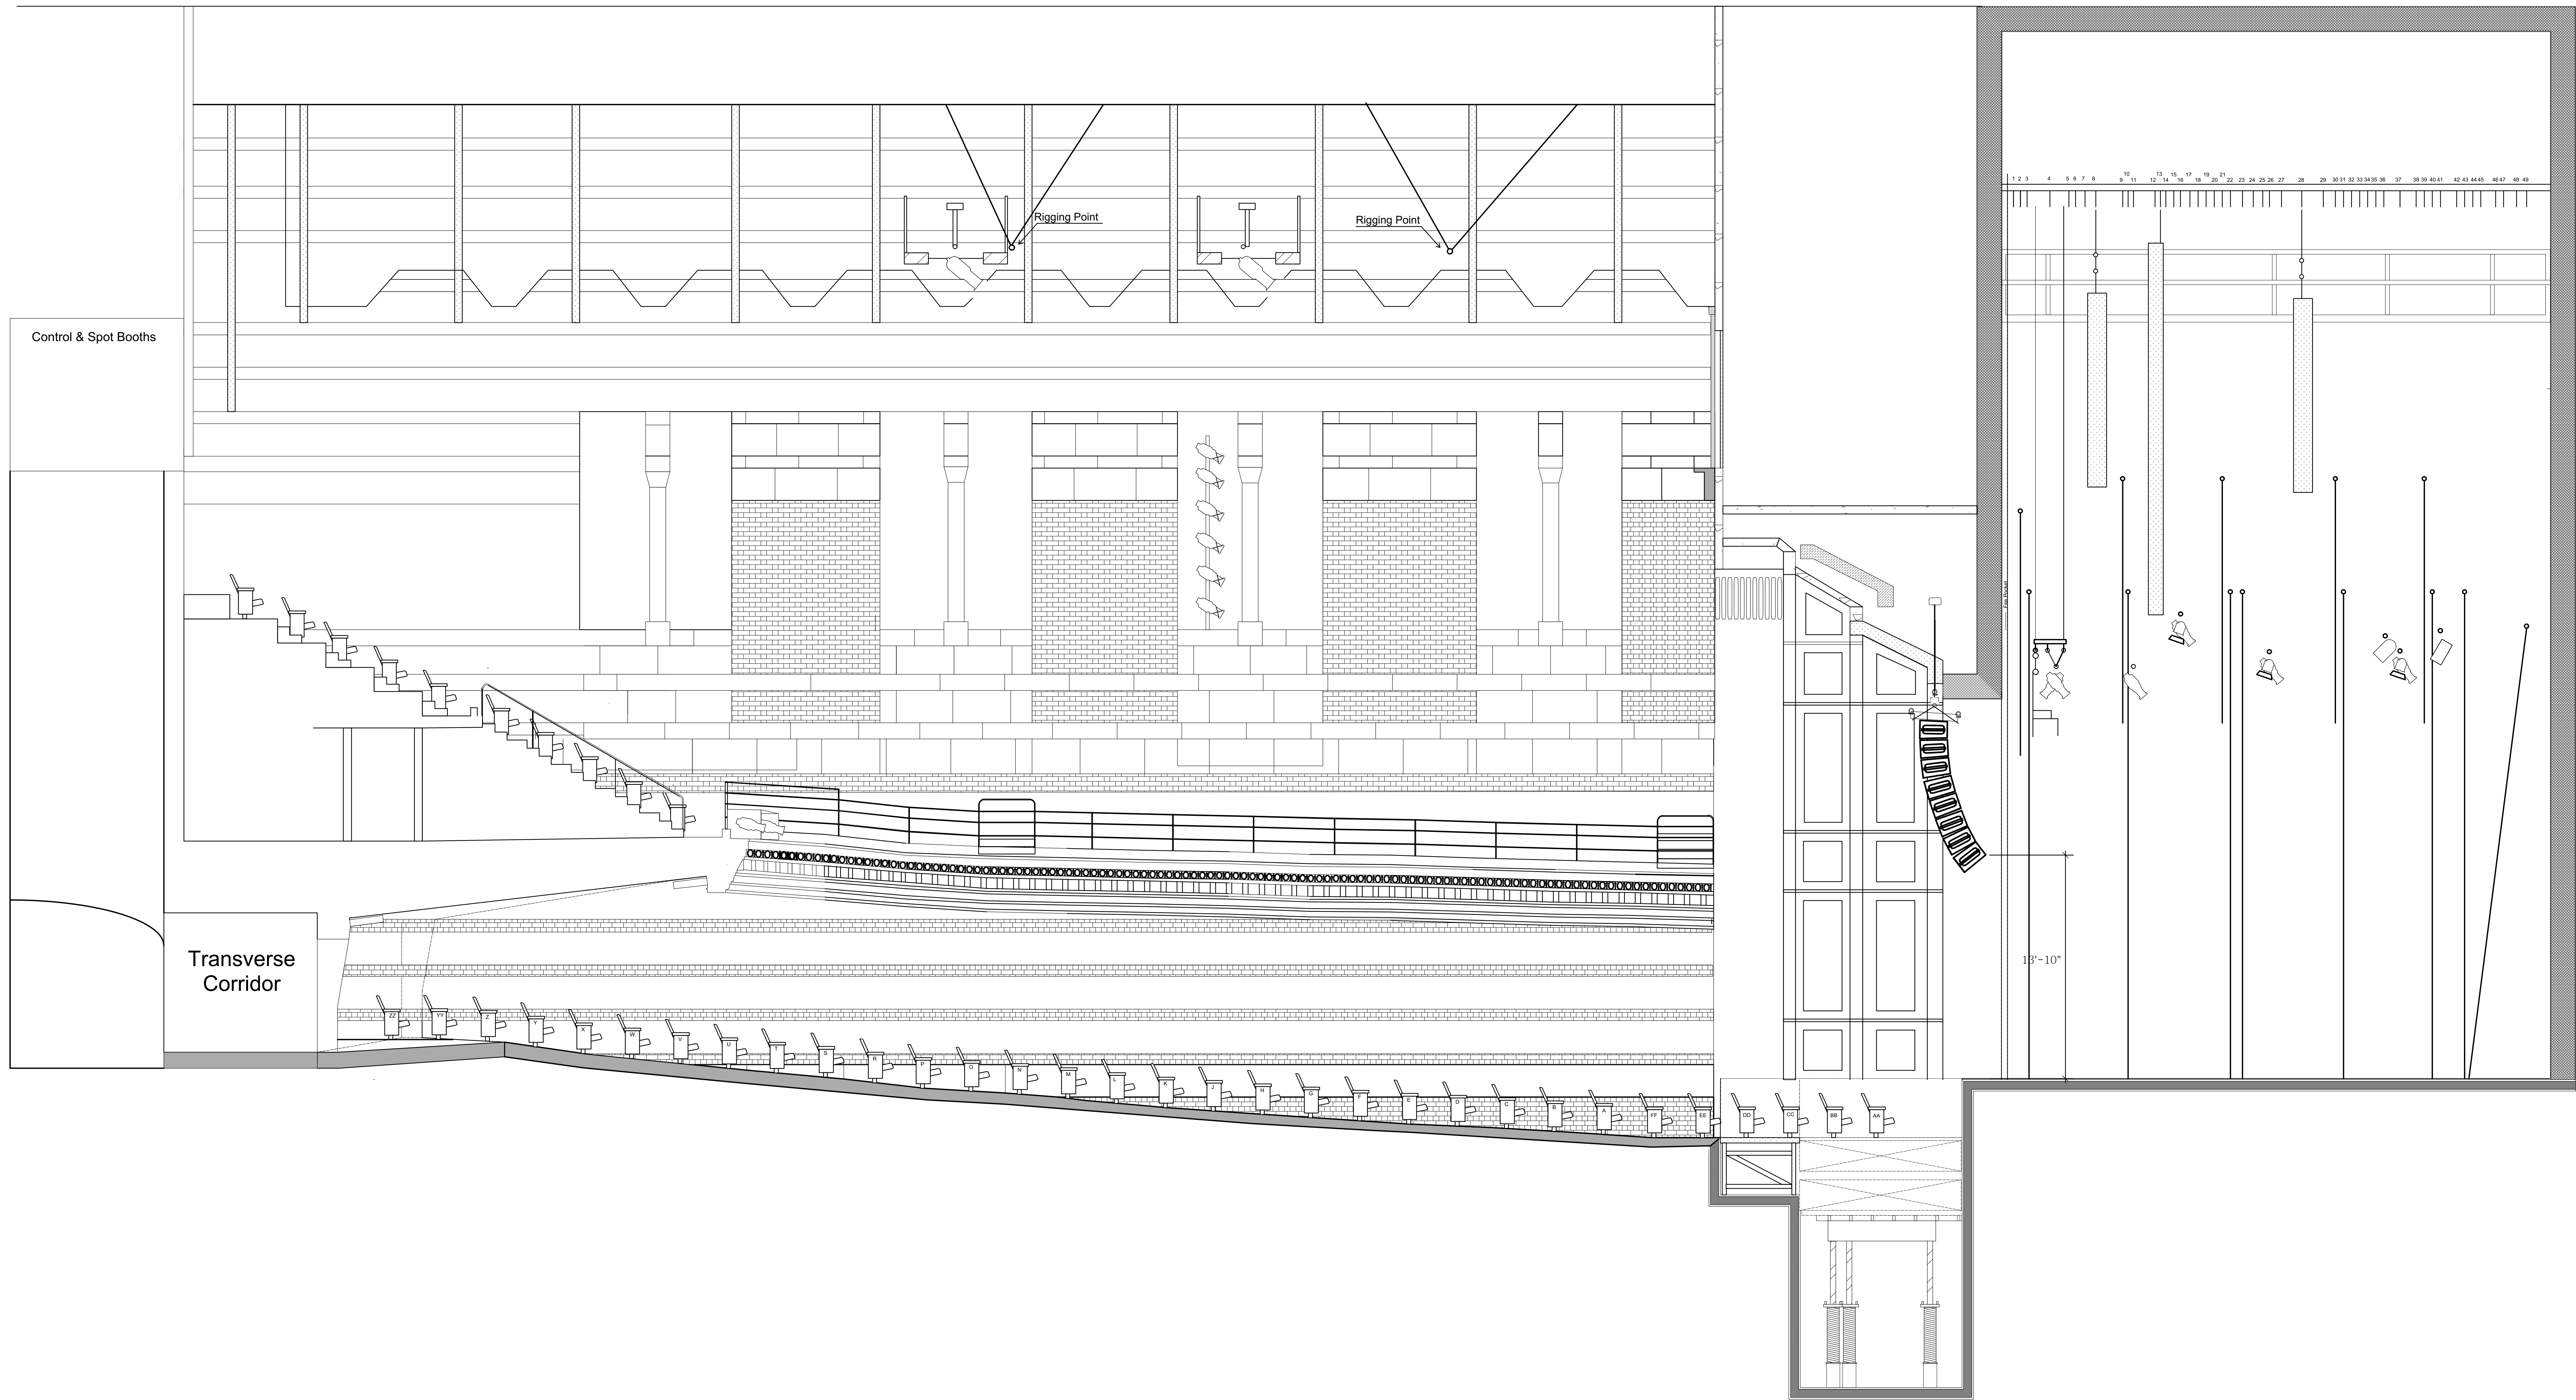 1 2 3 4 5 6 7 8 9 10 11 12 13 14 15 16 17 18 19 20 21 22 23 24 25 26 27 28 29 30 31 32 33 34 35 36 37 38 39 40 41 42 43 44 45 46 47 48 49
Rigging Point
Rigging Point
Control & Spot Booths
Fire Pocket
Transverse
Corridor
13'-10"
ZZ YY Z Y X W V U T S R P O N M L K J H G F E D C B A FF EE DD CC BB AA